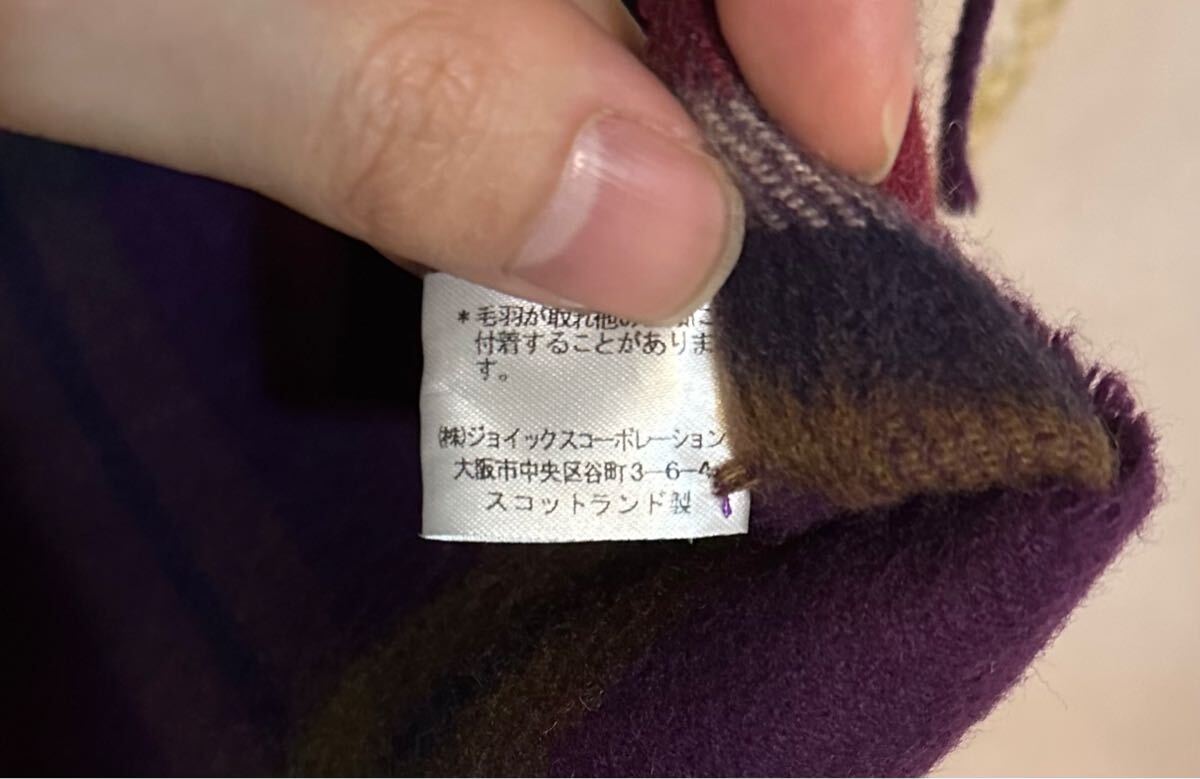 *毛羽が取れ他の
付着することがありま
す。
(株)ジョイックスコーポレーション
大阪市中央区谷町3-6-4
スコットランド製